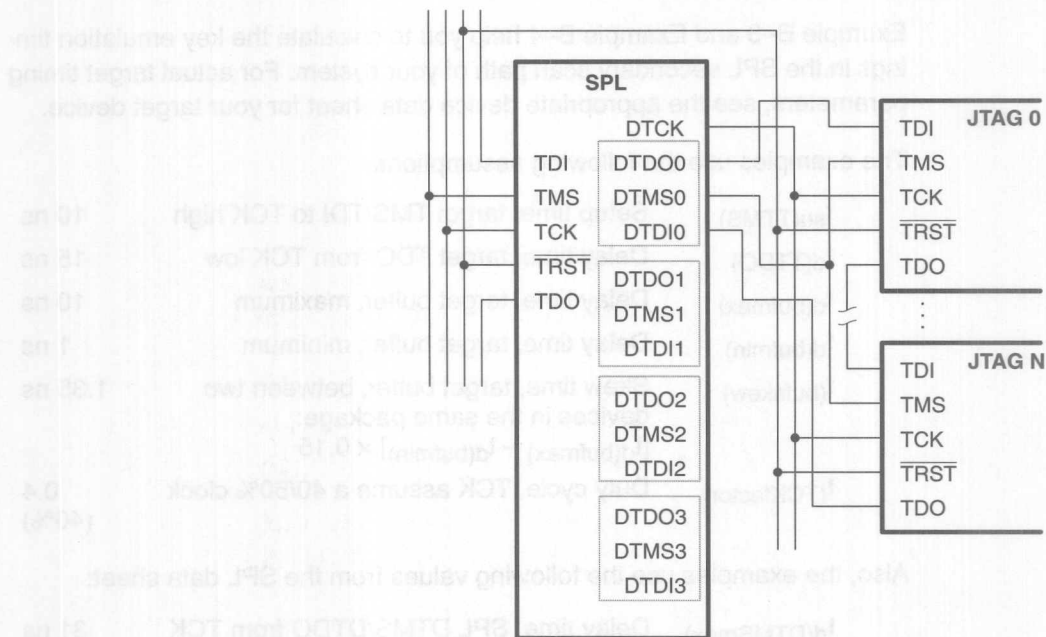 Example B-3 and Example B-4 help you to calculate the key emulation tim-
ings in the SPL secondary scan path of your system. For actual target timing
parameters, see the appropriate device data sheet for your target device.
The examples use the following assumptions
Setup time, target TMS TDI to TCK high 10 ns
Delay time, target TDO from TCK low 15 ns
Delay time, target buffer, maximum 10 ns
Delay time, target buffer, minimum 1 ns
Skew time, target buffer, between two 1.35 ns
devices in the same package:
Duty cycle, TCK assume a 40/60% clock 0.4
(40%)
Also, the examples use the following values from the SPL data sheet:
Delay time, SPL DTMS DTDO from TCK 31 ns
SPL
TDI
TMS
TCK
TRST
TDO
DTCK
DTDO0
DTMS0
DTDI0
DTDO1
DTMS1
DTDI1
DTDO2
DTMS2
DTDI2
DTDO3
DTMS3
DTDI3
JTAG 0
TDI
TMS
TCK
TRST
TDO
JTAG N
TDI
TMS
TCK
TRST
TDO